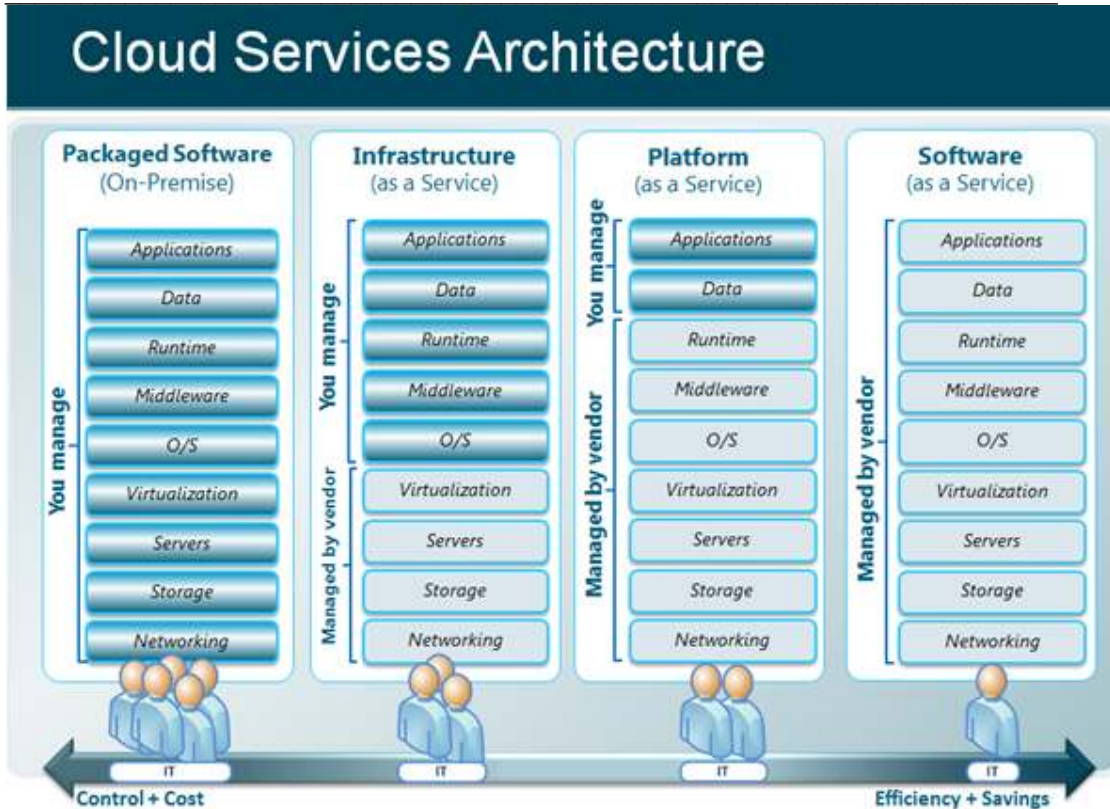 Cloud Services Architecture
Packaged Software
(On-Premise)
You manage
Applications
Data
Runtime
Middleware
O/S
Virtualization
Servers
Storage
Networking
IT
Infrastructure
(as a Service)
You manage
Managed by vendor
Applications
Data
Runtime
Middleware
O/S
Virtualization
Servers
Storage
Networking
IT
Platform
(as a Service)
You manage
Managed by vendor
Applications
Data
Runtime
Middleware
O/S
Virtualization
Servers
Storage
Networking
IT
Software
(as a Service)
Managed by vendor
Applications
Data
Runtime
Middleware
O/S
Virtualization
Servers
Storage
Networking
IT
Control + Cost
Efficiency + Savings